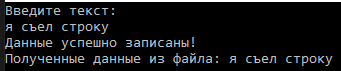 Введите текст:
я съел строку
Данные успешно записаны!
Полученные данные из файла: я съел строку